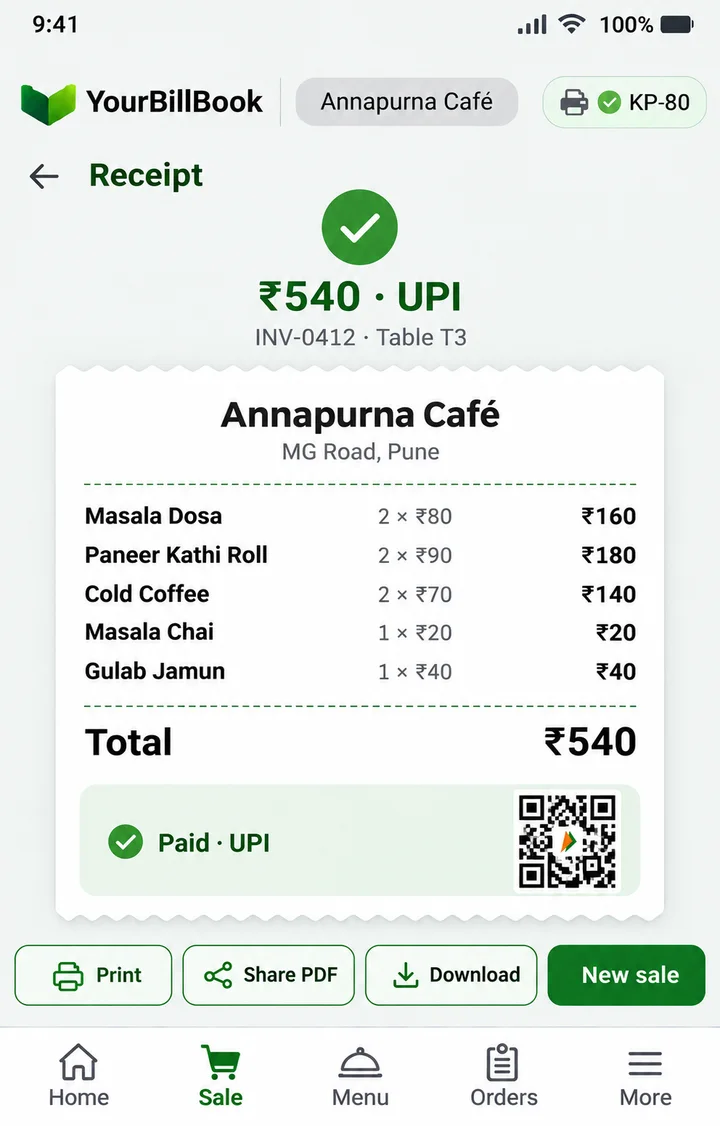 9:41 100%
YourBillBook Annapurna Café KP-80
Receipt
₹540 · UPI
INV-0412 · Table T3
Annapurna Café
MG Road, Pune
Masala Dosa 2 × ₹80 ₹160
Paneer Kathi Roll 2 × ₹90 ₹180
Cold Coffee 2 × ₹70 ₹140
Masala Chai 1 × ₹20 ₹20
Gulab Jamun 1 × ₹40 ₹40
Total ₹540
Paid · UPI
Print Share PDF Download New sale
Home Sale Menu Orders More